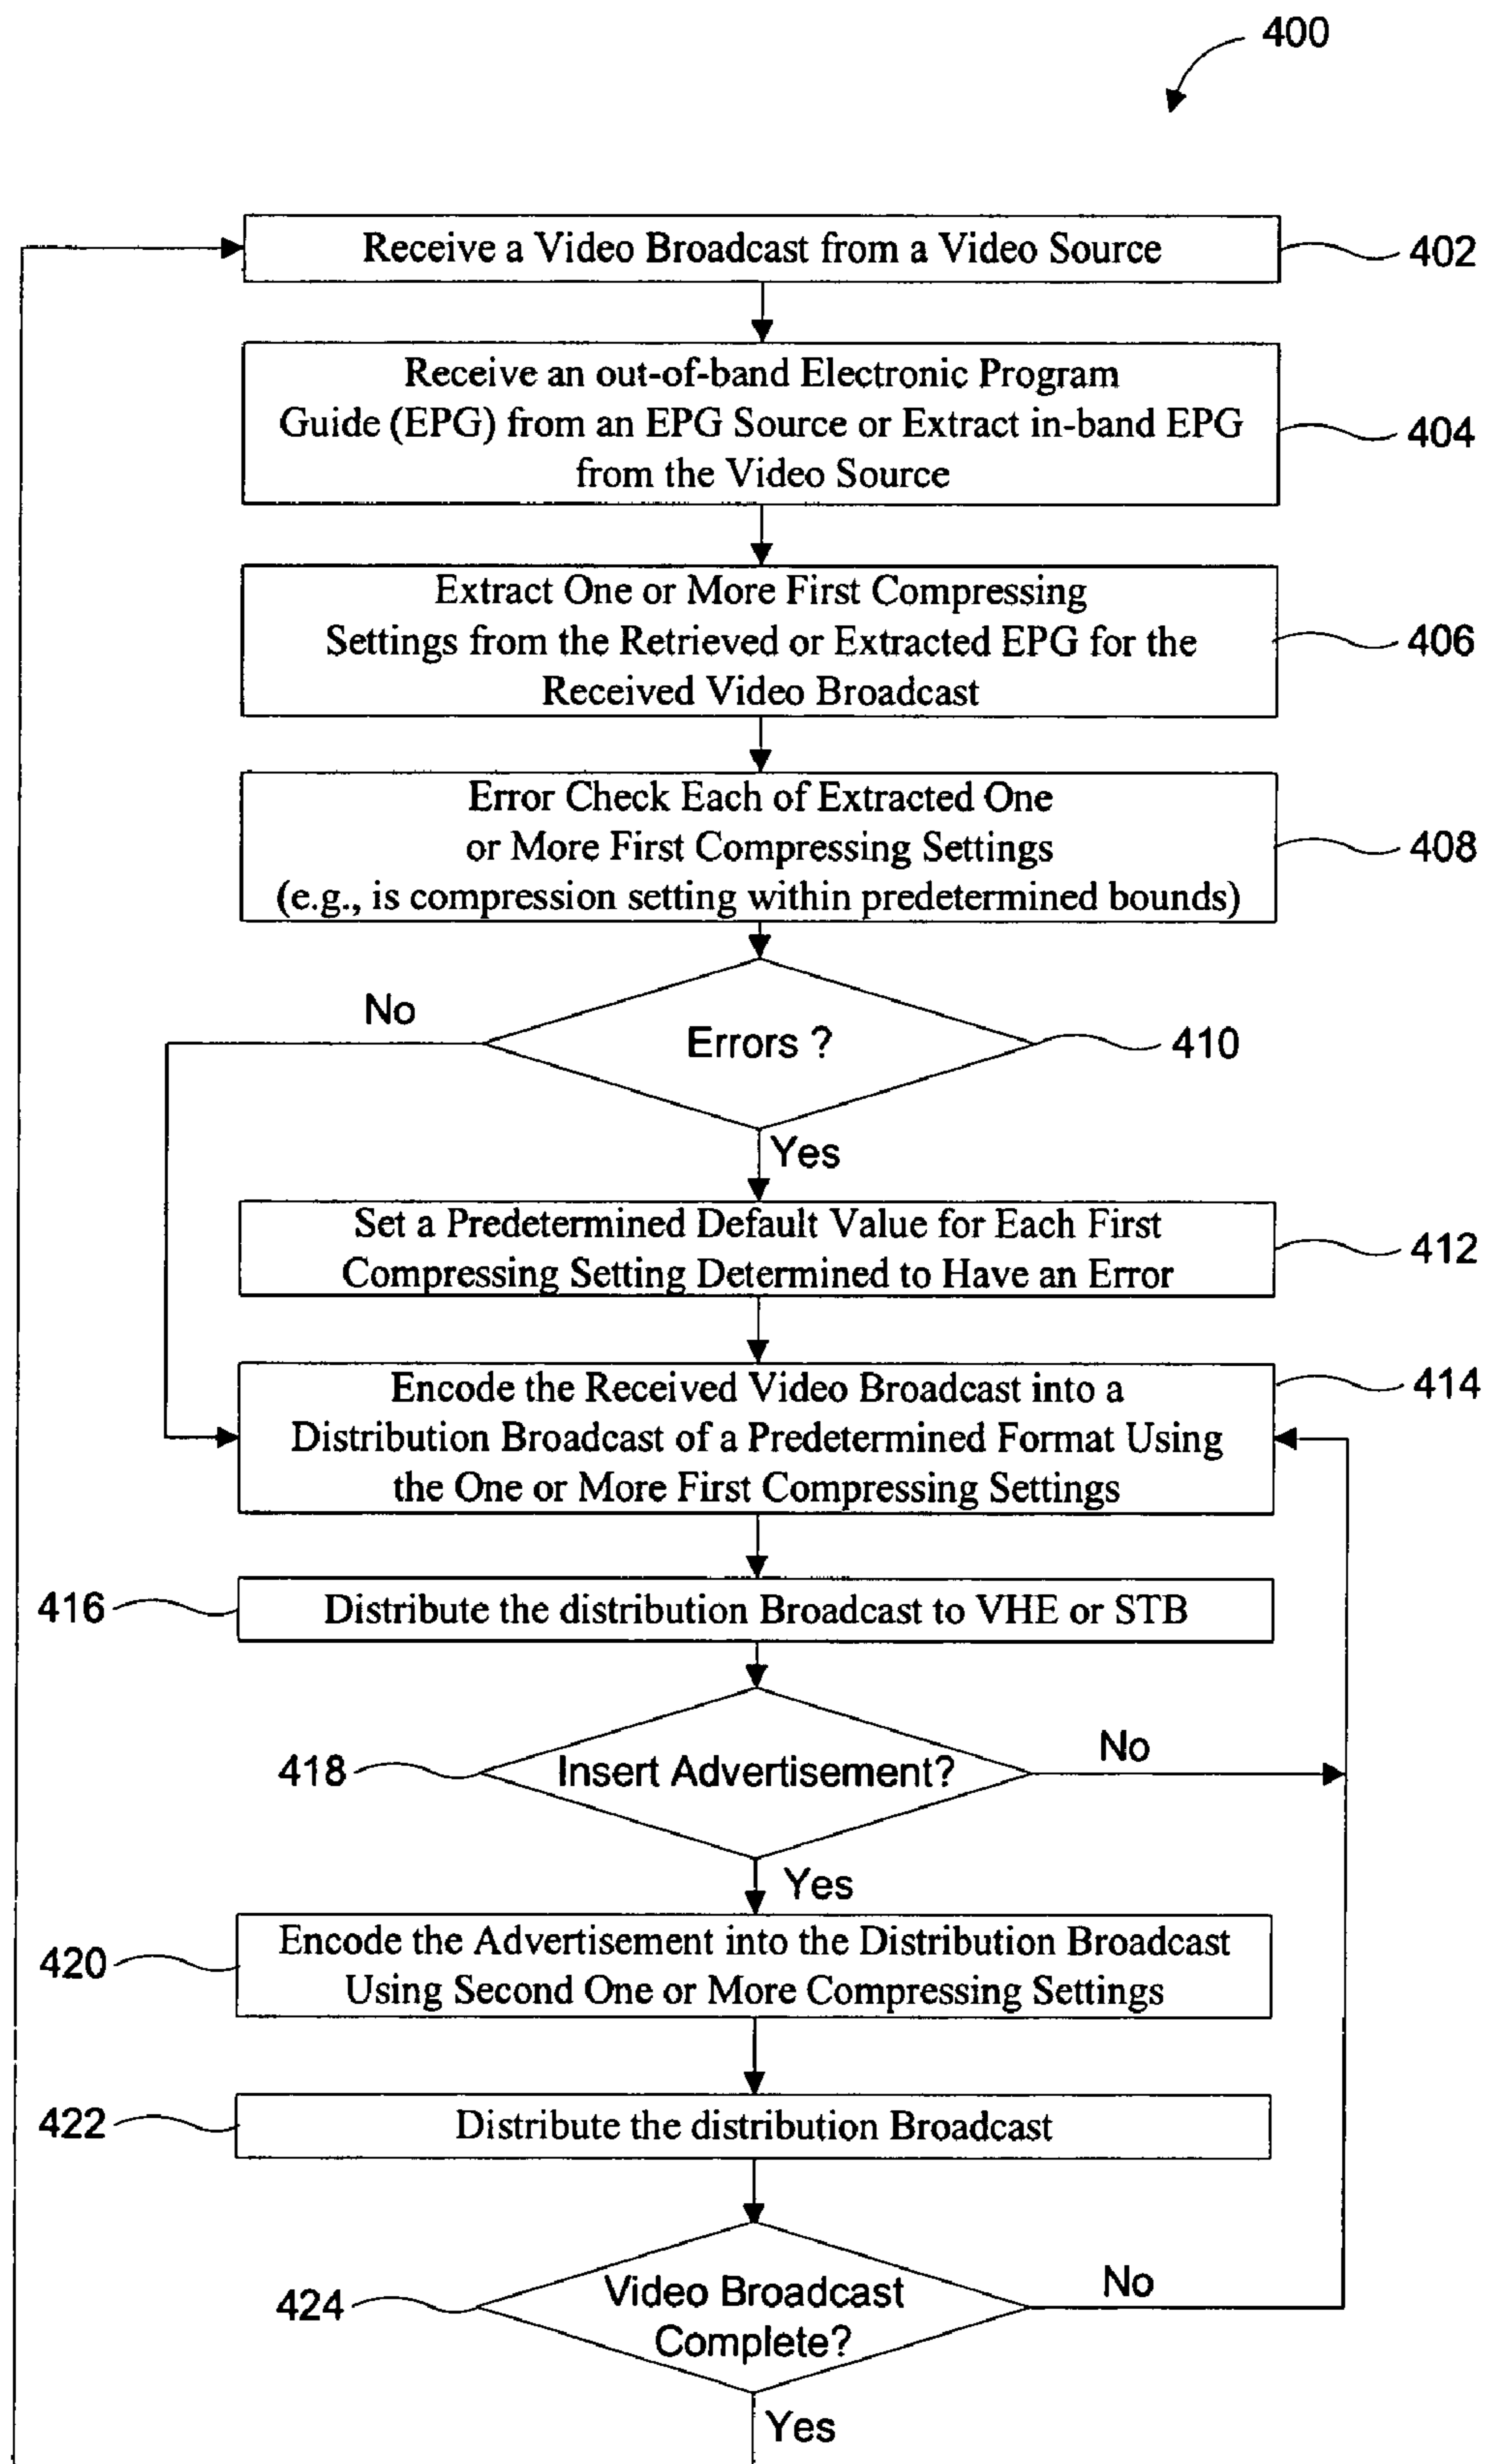 400
Receive a Video Broadcast from a Video Source
402
Receive an out-of-band Electronic Program
Guide (EPG) from an EPG Source or Extract in-band EPG
from the Video Source
404
Extract One or More First Compressing
Settings from the Retrieved or Extracted EPG for the
Received Video Broadcast
406
Error Check Each of Extracted One
or More First Compressing Settings
(e.g., is compression setting within predetermined bounds)
408
No
Errors ?
410
Yes
Set a Predetermined Default Value for Each First
Compressing Setting Determined to Have an Error
412
Encode the Received Video Broadcast into a
Distribution Broadcast of a Predetermined Format Using
the One or More First Compressing Settings
414
416
Distribute the distribution Broadcast to VHE or STB
418
Insert Advertisement?
No
Yes
420
Encode the Advertisement into the Distribution Broadcast
Using Second One or More Compressing Settings
422
Distribute the distribution Broadcast
424
Video Broadcast
Complete?
No
Yes